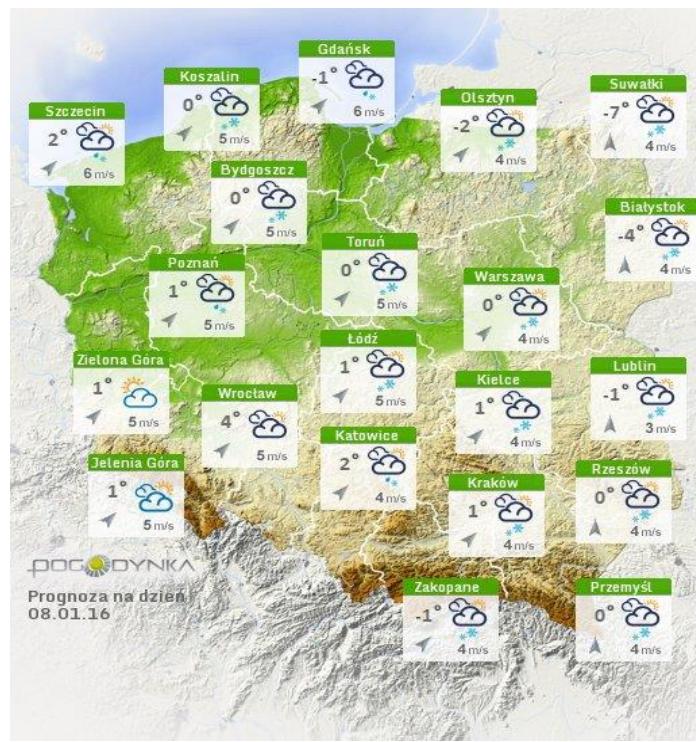 Gdańsk
-1°
6 m/s
Koszalin
0°
5 m/s
Szczecin
2°
6 m/s
Olsztyn
-2°
4 m/s
Suwałki
-7°
4 m/s
Bydgoszcz
0°
5 m/s
Białystok
-4°
4 m/s
Toruń
0°
5 m/s
Poznań
1°
5 m/s
Warszawa
0°
4 m/s
Łódź
1°
5 m/s
Zielona Góra
1°
5 m/s
Lublin
-1°
3 m/s
Kielce
1°
4 m/s
Wrocław
4°
5 m/s
Katowice
2°
4 m/s
Jelenia Góra
1°
5 m/s
Rzeszów
0°
4 m/s
Kraków
1°
4 m/s
POGODYNKA
Prognoza na dzień
08.01.16
Zakopane
-1°
4 m/s
Przemyśl
0°
4 m/s